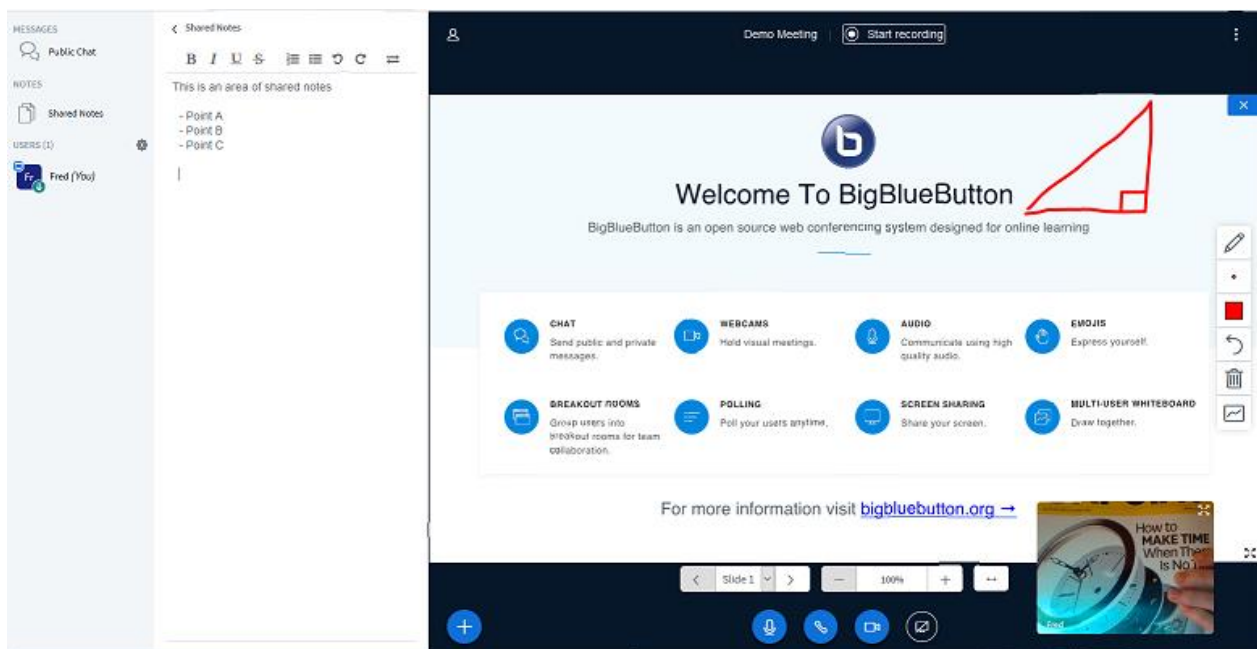 MESSAGES
Public Chat
NOTES
Shared Notes
USERS (1)
Fr
Fred (You)
Shared Notes
B I U S
This is an area of shared notes
- Point A
- Point B
- Point C
Demo Meeting
Start recording
b
Welcome To BigBlueButton
BigBlueButton is an open source web conferencing system designed for online learning
CHAT
Send public and private
messages.
WEBCAMS
Hold visual meetings.
AUDIO
Communicate using high
quality audio.
EMOJIS
Express yourself.
BREAKOUT ROOMS
Group users into
breakout rooms for team
collaboration.
POLLING
Poll your users anytime.
SCREEN SHARING
Share your screen.
MULTI-USER WHITEBOARD
Draw together.
For more information visit bigbluebutton.org →
How to
MAKE TIME
When Ther
Is No
Fred
Slide 1
100%